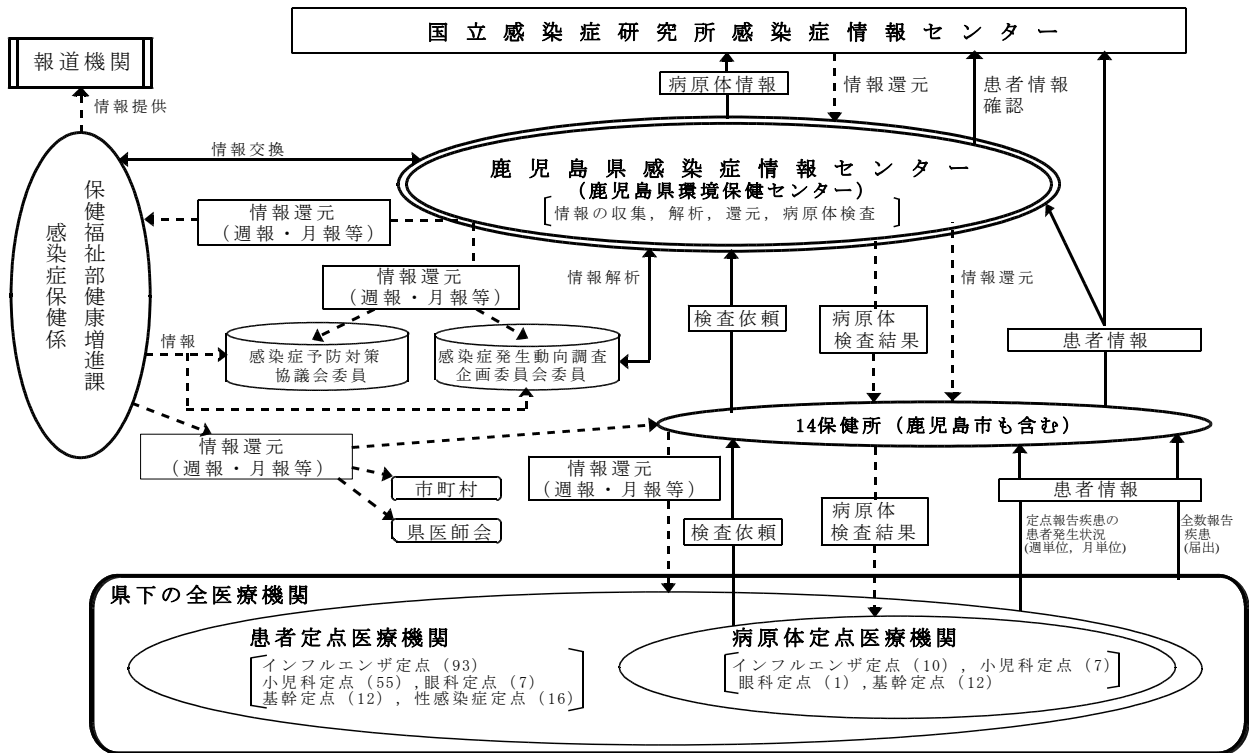 国立感染症研究所感染症情報センター
報道機関
情報提供
病原体情報
情報還元
患者情報
確認
情報交換
鹿児島県感染症情報センター
(鹿児島県環境保健センター)
情報の収集，解析，還元，病原体検査
保健福祉部健康増進課
感染症保健係
情報還元
（週報・月報等）
情報還元
（週報・月報等）
情報解析
情報還元
検査依頼
病原体
検査結果
患者情報
情報
感染症予防対策
協議会委員
感染症発生動向調査
企画委員会委員
14保健所（鹿児島市も含む）
情報還元
（週報・月報等）
市町村
県医師会
情報還元
（週報・月報等）
検査依頼
病原体
検査結果
患者情報
定点報告疾患の
患者発生状況
(週単位，月単位)
全数報告
疾患
(届出)
県下の全医療機関
患者定点医療機関
インフルエンザ定点（93）
小児科定点（55）,眼科定点（7）
基幹定点（12），性感染症定点（16）
病原体定点医療機関
インフルエンザ定点（10），小児科定点（7）
眼科定点（1）,基幹定点（12）